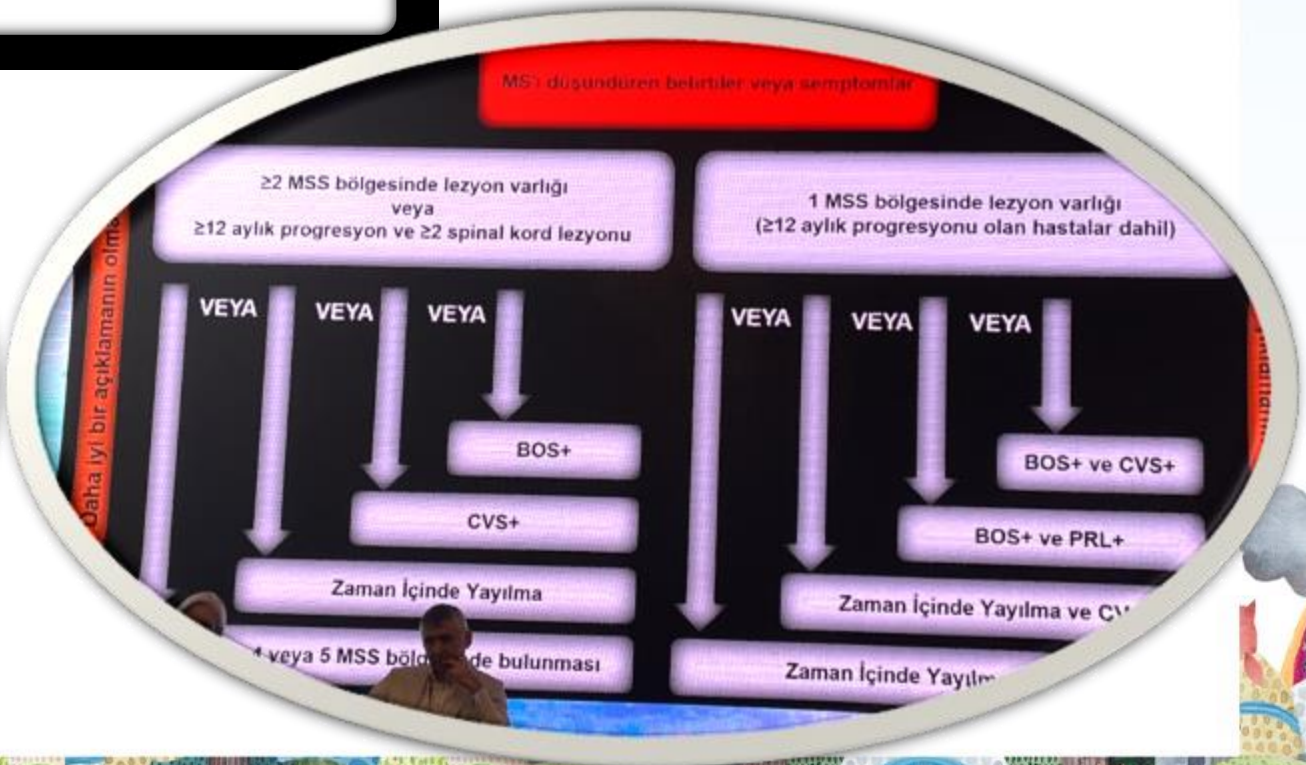 MS'i düşündüren belirtiler veya semptomlar
≥2 MSS bölgesinde lezyon varlığı
veya
≥12 aylık progresyon ve ≥2 spinal kord lezyonu
1 MSS bölgesinde lezyon varlığı
(≥12 aylık progresyonu olan hastalar dahil)
Daha iyi bir açıklamanın
VEYA VEYA VEYA
VEYA VEYA VEYA
BOS+
CVS+
Zaman İçinde Yayılma
4 veya 5 MSS bulunması
BOS+ ve CVS+
BOS+ ve PRL+
Zaman İçinde Yayılma ve
Zaman İçinde